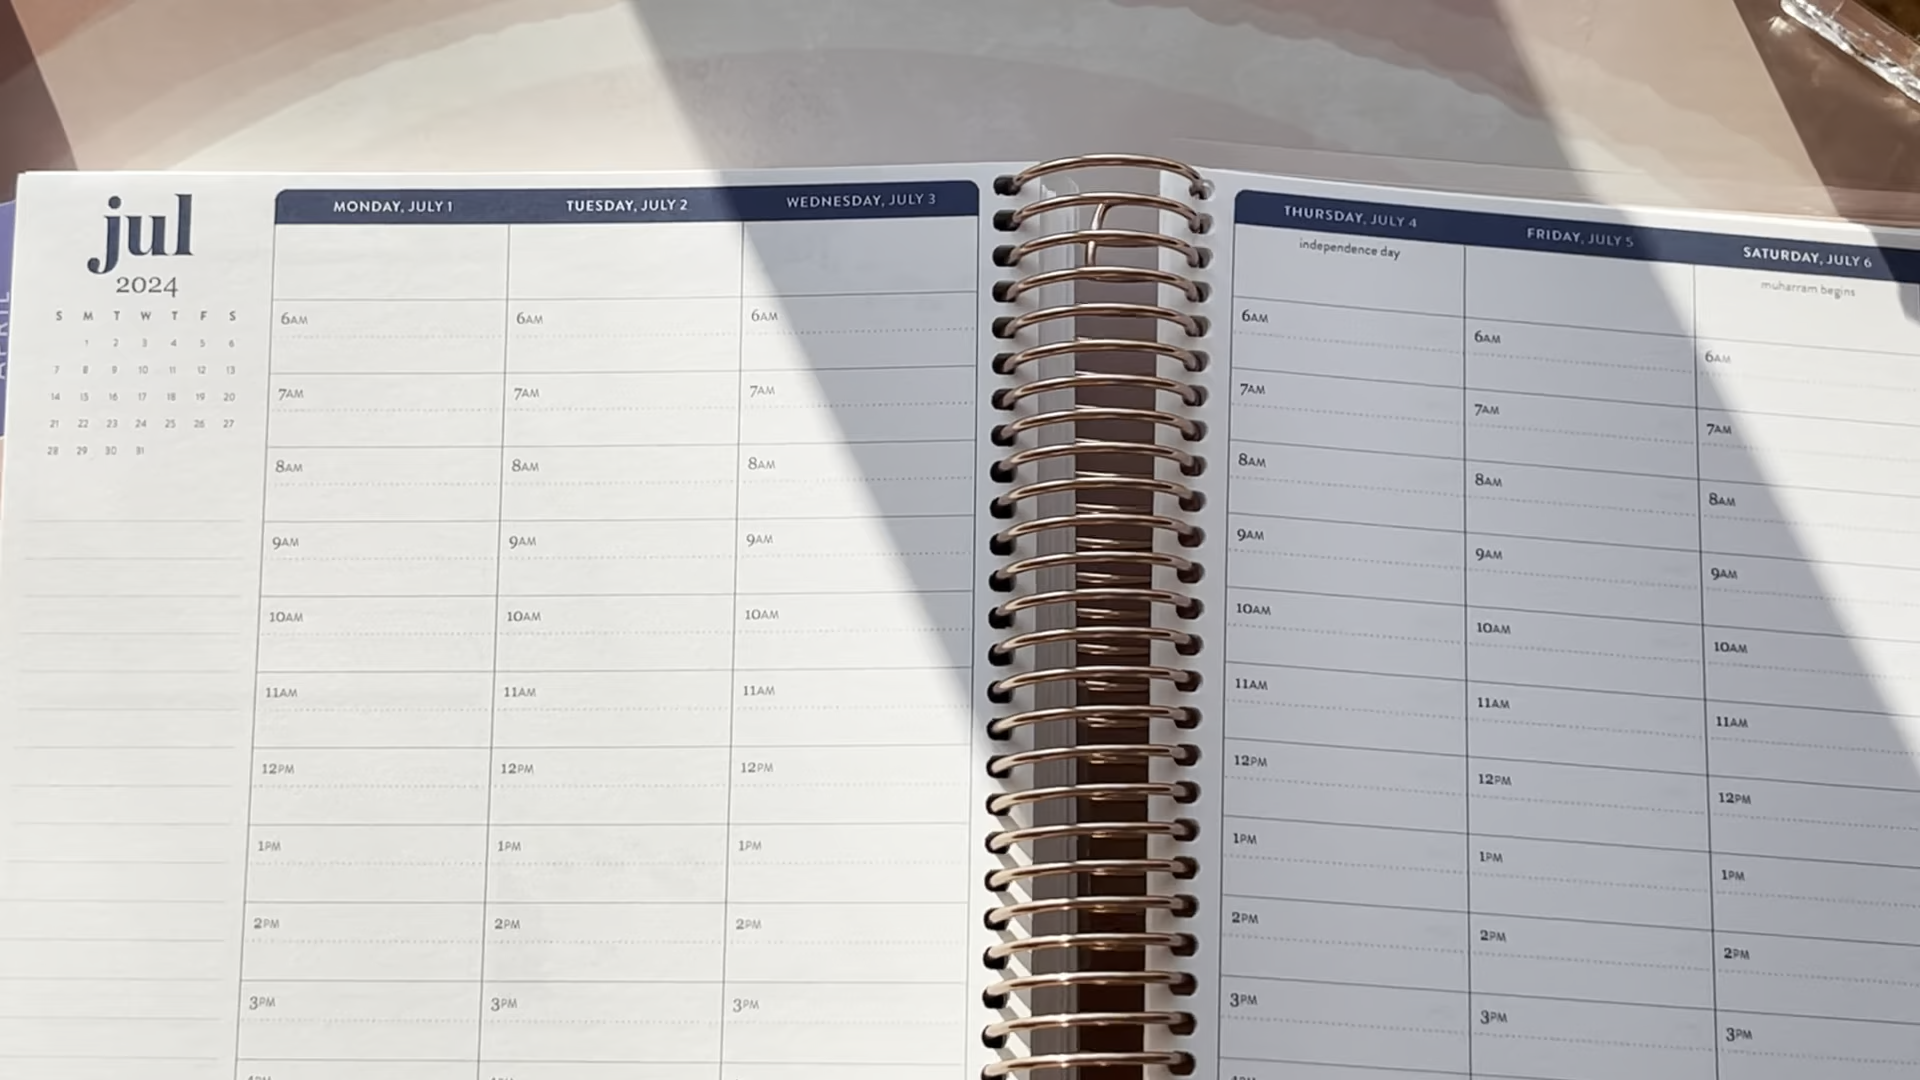 jul
2024
S M T W T F S
1 2 3 4 5 6
7 8 9 10 11 12 13
14 15 16 17 18 19 20
21 22 23 24 25 26 27
28 29 30 31
MONDAY, JULY 1 TUESDAY, JULY 2 WEDNESDAY, JULY 3
6AM 6AM 6AM
7AM 7AM 7AM
8AM 8AM 8AM
9AM 9AM 9AM
10AM 10AM 10AM
11AM 11AM 11AM
12PM 12PM 12PM
1PM 1PM 1PM
2PM 2PM 2PM
3PM 3PM 3PM
THURSDAY, JULY 4 FRIDAY, JULY 5 SATURDAY, JULY 6
independence day muharram begins
6AM 6AM 6AM
7AM 7AM 7AM
8AM 8AM 8AM
9AM 9AM 9AM
10AM 10AM 10AM
11AM 11AM 11AM
12PM 12PM 12PM
1PM 1PM 1PM
2PM 2PM 2PM
3PM 3PM 3PM
APRIL